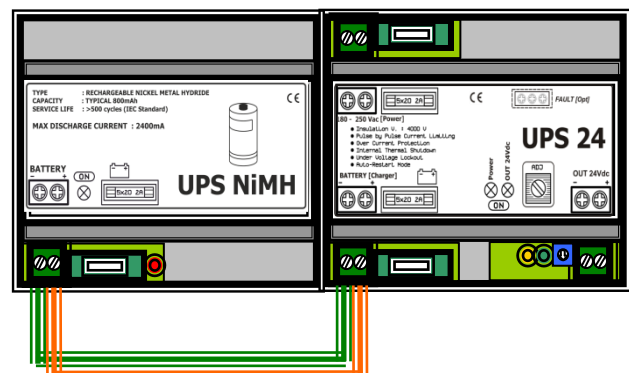 TYPE : RECHARGEABLE NICKEL METAL HYDRIDE
CAPACITY : TYPICAL 800mAh
SERVICE LIFE : >500 cycles (IEC Standard)
CE
MAX DISCHARGE CURRENT : 2400mA
BATTERY
- +
ON
5x20 2A
UPS NiMH
5x20 2A
CE
FAULT [Opt]
180 - 250 Vac [Power]
Insulation V. : 4000 V
Pulse by Pulse Current Limiting
Over Current Protection
Internal Thermal Shutdown
Under Voltage Lockout
Auto-Restart Mode
UPS 24
BATTERY [Charger]
- +
5x20 2A
Power
OUT 24Vdc
ON
ADJ
OUT 24Vdc
- +